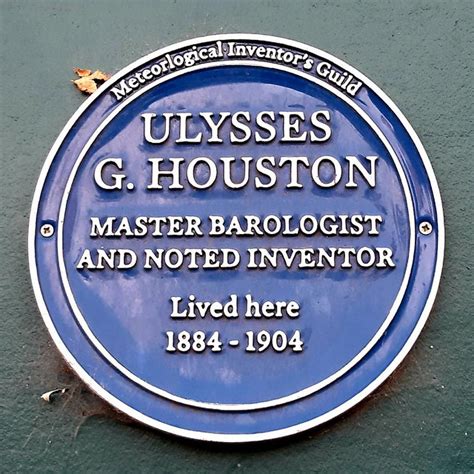 Meteorlogical Inventor's Guild
ULYSSES
G. HOUSTON
MASTER BAROLOGIST
AND NOTED INVENTOR
Lived here
1884 - 1904